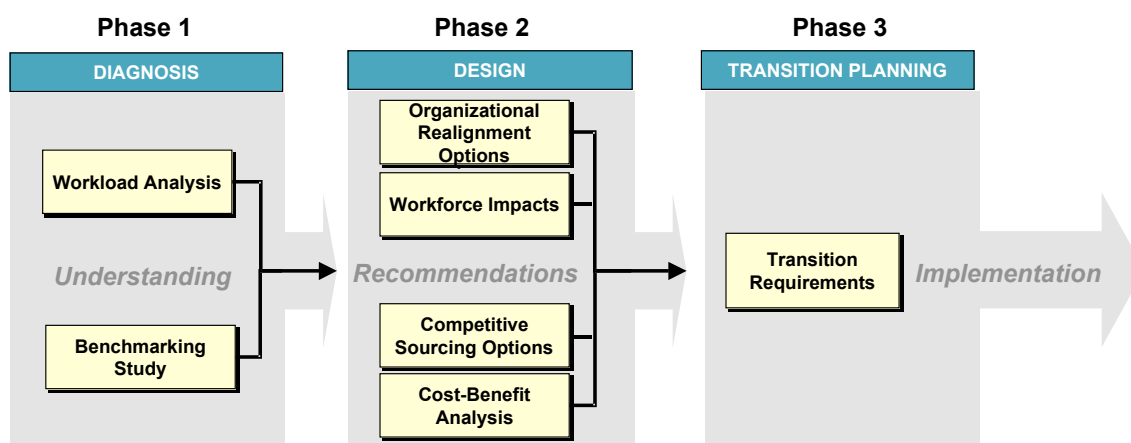 Phase 1
Phase 2
Phase 3
DIAGNOSIS
DESIGN
TRANSITION PLANNING
Workload Analysis
Understanding
Benchmarking
Study
Organizational
Realignment
Options
Workforce Impacts
Recommendations
Competitive
Sourcing Options
Cost-Benefit
Analysis
Transition
Requirements
Implementation